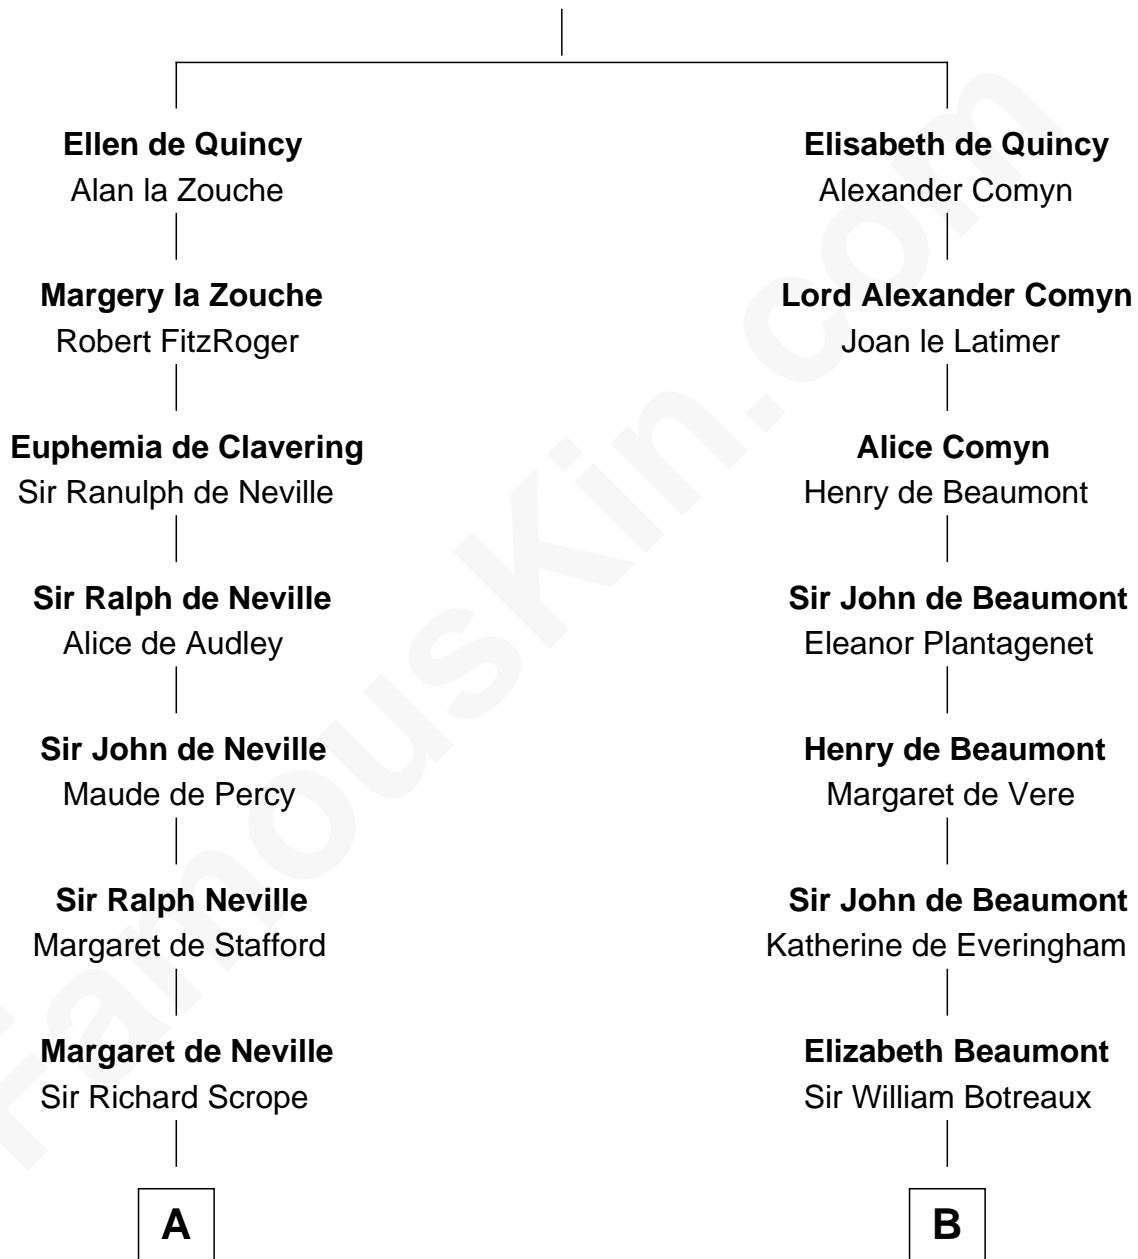 Ellen de Quincy
Alan la Zouche
Margery la Zouche
Robert FitzRoger
Euphemia de Clavering
Sir Ranulph de Neville
Sir Ralph de Neville
Alice de Audley
Sir John de Neville
Maude de Percy
Sir Ralph Neville
Margaret de Stafford
Margaret de Neville
Sir Richard Scrope
A
Elisabeth de Quincy
Alexander Comyn
Lord Alexander Comyn
Joan le Latimer
Alice Comyn
Henry de Beaumont
Sir John de Beaumont
Eleanor Plantagenet
Henry de Beaumont
Margaret de Vere
Sir John de Beaumont
Katherine de Everingham
Elizabeth Beaumont
Sir William Botreaux
B
FamousKin.com